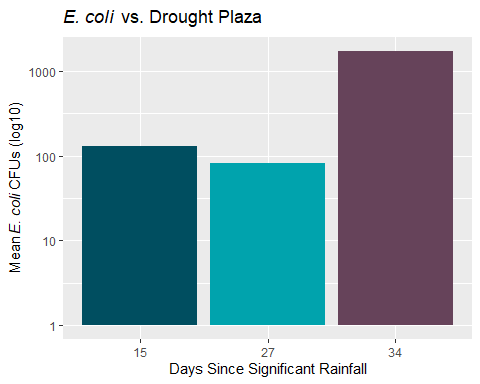 E. coli vs. Drought Plaza
Mean E. coli CFUs (log10)
1000
100
10
1
15 27 34
Days Since Significant Rainfall